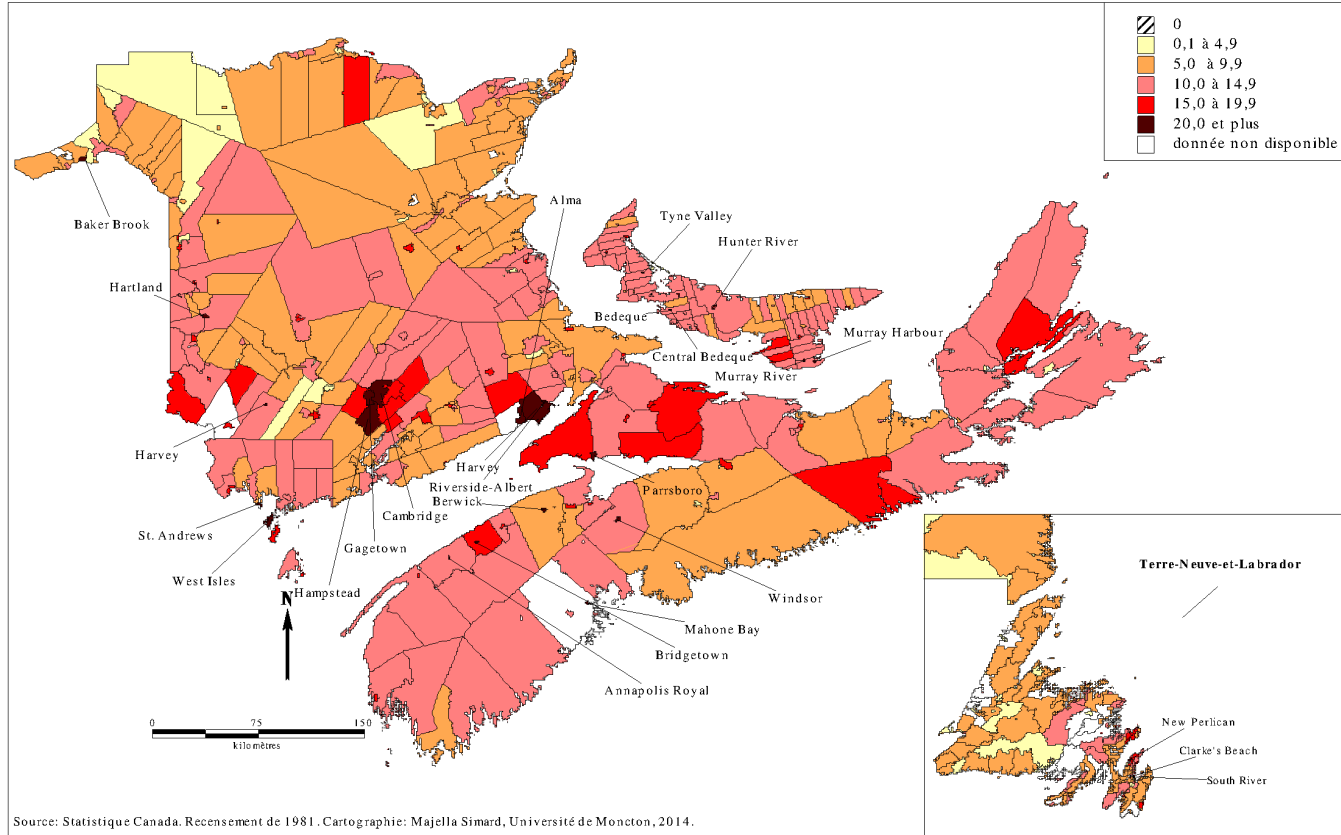 0
0,1 à 4,9
5,0 à 9,9
10,0 à 14,9
15,0 à 19,9
20,0 et plus
donnée non disponible
Baker Brook
Alma
Tyne Valley
Hunter River
Hartland
Bedeque
Central Bedeque
Murray Harbour
Murray River
Harvey
Harvey
Riverside-Albert
Berwick
Parrsboro
Cambridge
St. Andrews
Gagetown
West Isles
Hampstead
Windsor
N
Mahone Bay
Bridgetown
Annapolis Royal
0 75 150
kilomètres
Terre-Neuve-et-Labrador
New Perlican
Clarke's Beach
South River
Source: Statistique Canada. Recensement de 1981. Cartographie: Majella Simard, Université de Moncton, 2014.